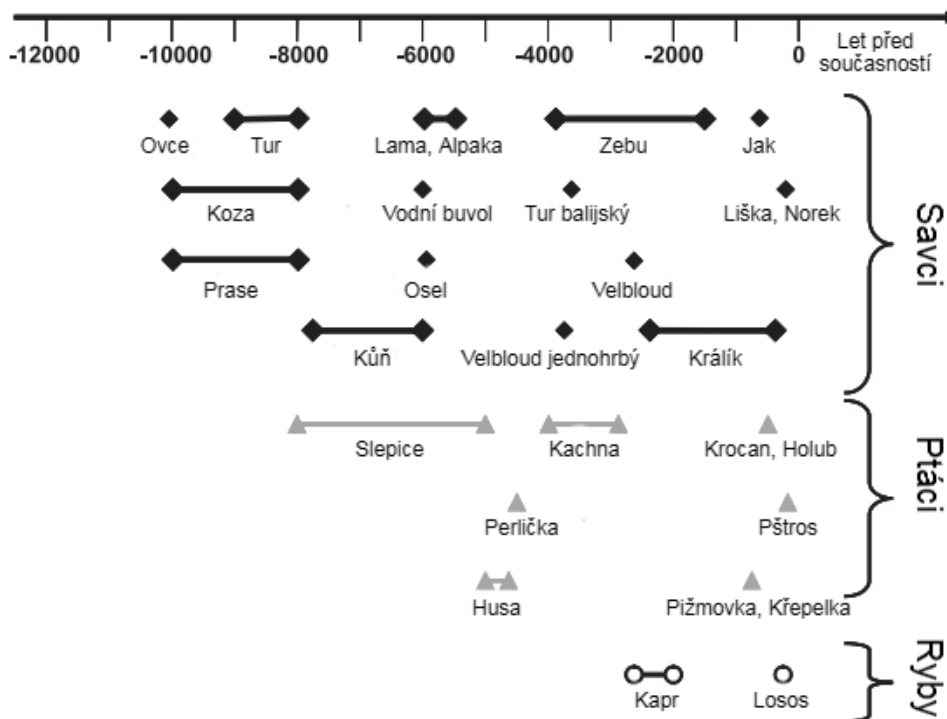 -12000 -10000 -8000 -6000 -4000 -2000 0 Let před
současností
Ovce Tur Lama, Alpaka Zebu Jak
Koza Vodní buvol Tur balijský Liška, Norek
Prase Osel Velbloud
Kůň Velbloud jednohrbý Králík
Savci
Slepice Kachna Krocan, Holub
Perlička Pštros
Husa Pižmovka, Křepelka
Ptáci
Kapr Losos
Ryby